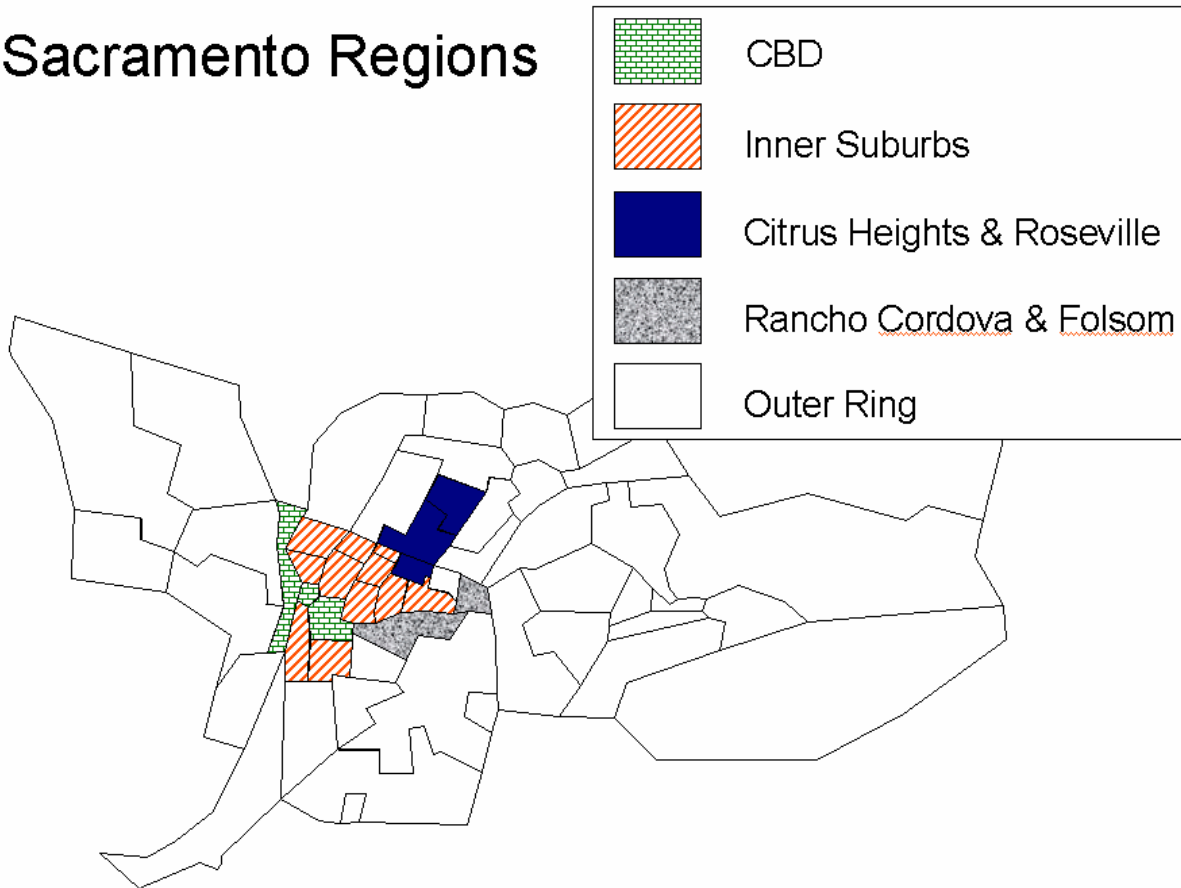 Sacramento Regions
CBD
Inner Suburbs
Citrus Heights & Roseville
Rancho Cordova & Folsom
Outer Ring